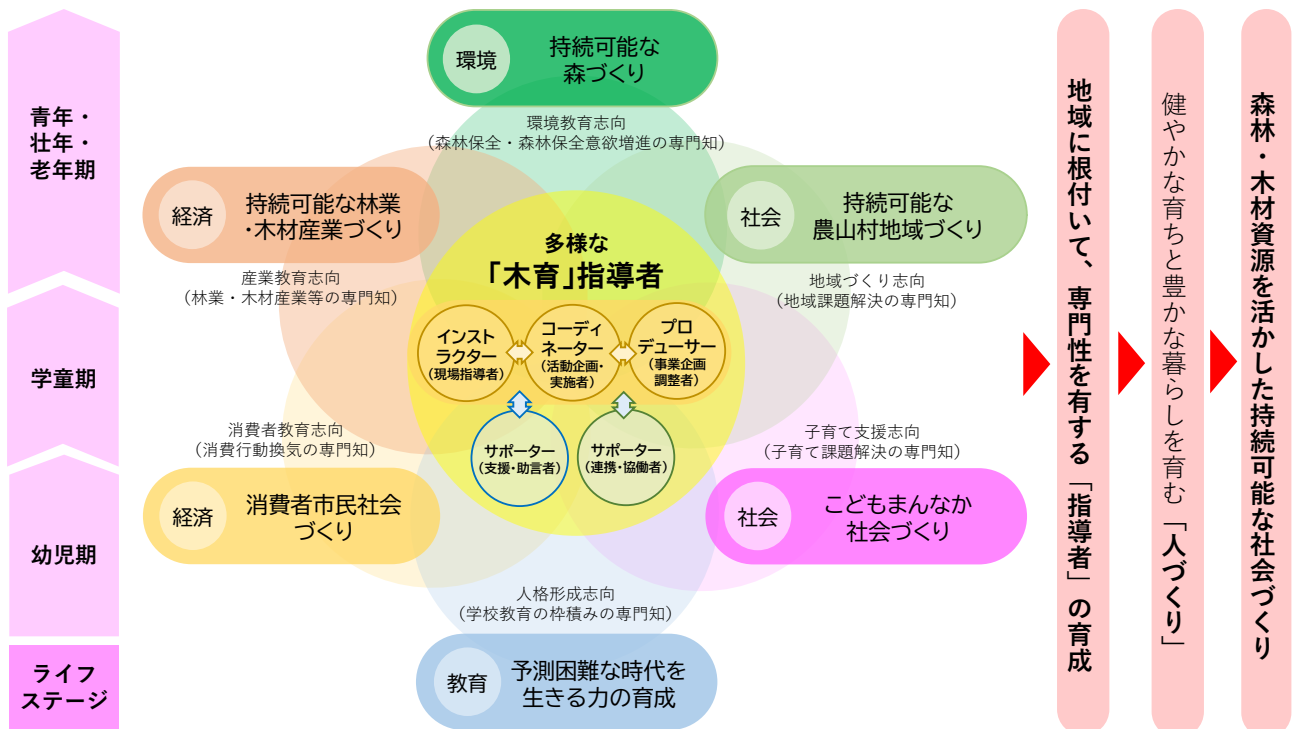 青年・
壮年・
老年期
学童期
幼児期
ライフ
ステージ
環境
持続可能な
森づくり
環境教育志向
（森林保全・森林保全意欲増進の専門知）
経済
持続可能な林業
・木材産業づくり
産業教育志向
（林業・木材産業等の専門知）
社会
持続可能な
農山村地域づくり
地域づくり志向
（地域課題解決の専門知）
多様な
「木育」指導者
インスト
ラクター
（現場指導者）
コーディ
ネーター
（活動企画・
実施者）
プロ
デューサー
（事業企画
調整者）
サポーター
（支援・助言者）
サポーター
（連携・協働者）
消費者教育志向
（消費行動換気の専門知）
経済
消費者市民社会
づくり
子育て支援志向
（子育て課題解決の専門知）
社会
こどもまんなか
社会づくり
人格形成志向
（学校教育の枠積みの専門知）
教育
予測困難な時代を
生きる力の育成
地域に根付いて、専門性を有する「指導者」の育成
健やかな育ちと豊かな暮らしを育む「人づくり」
森林・木材資源を活かした持続可能な社会づくり